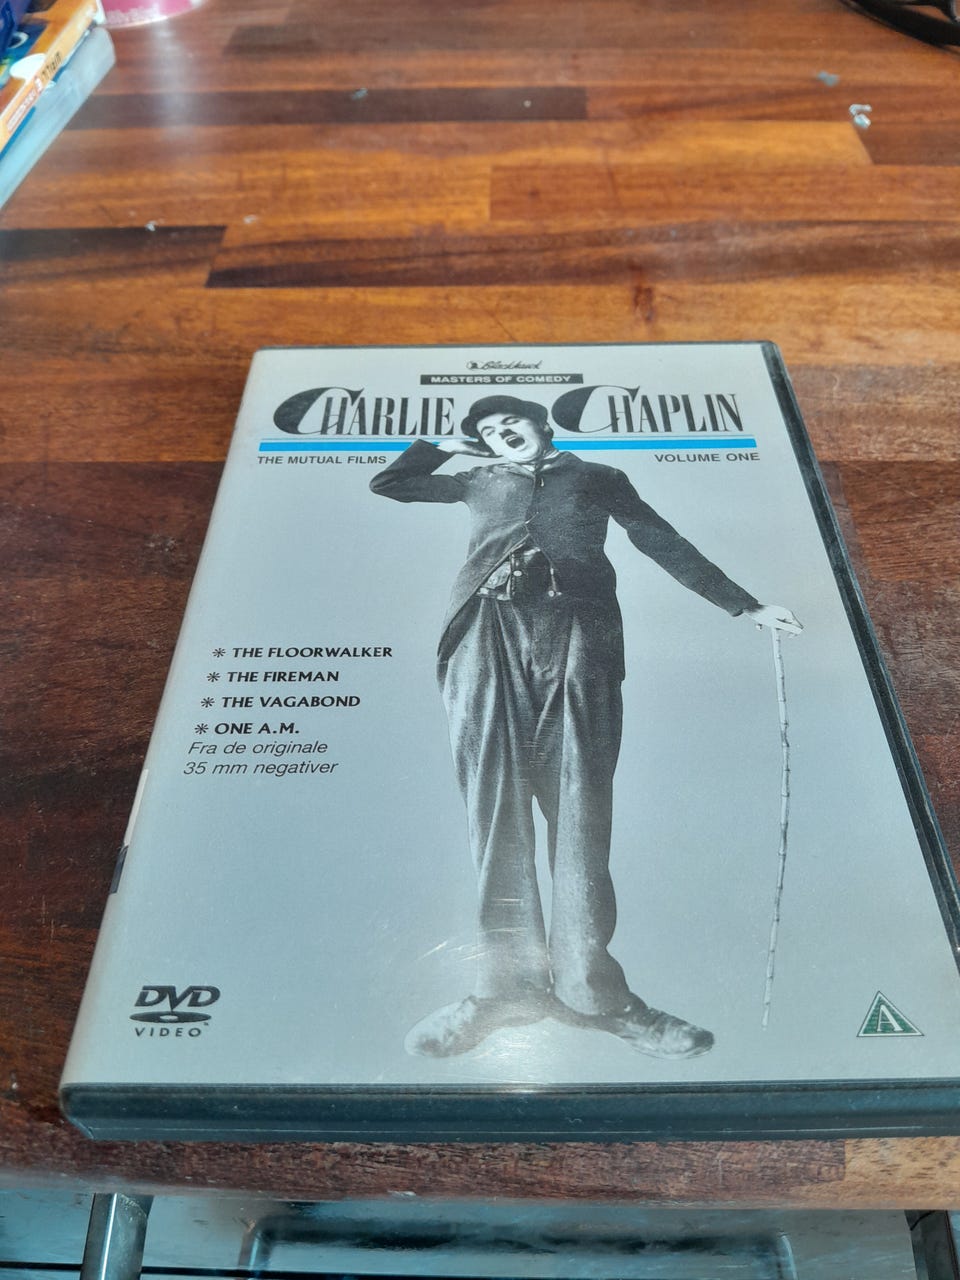 Blackhawk
MASTERS OF COMEDY
CHARLIE CHAPLIN
THE MUTUAL FILMS VOLUME ONE
* THE FLOORWALKER
* THE FIREMAN
* THE VAGABOND
* ONE A.M.
Fra de originale
35 mm negativer
DVD
VIDEO
A